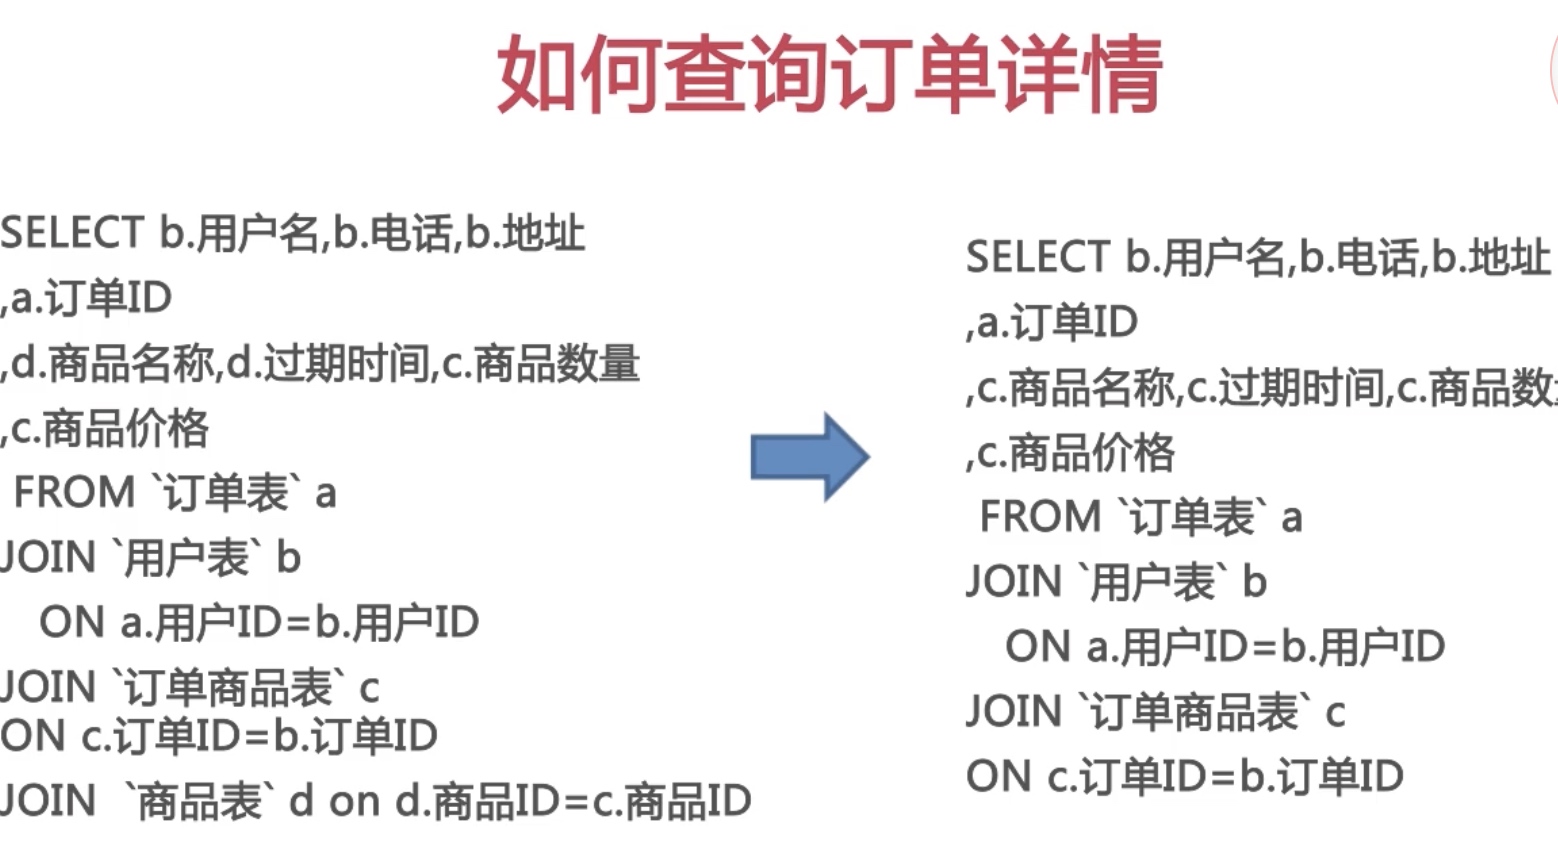 如何查询订单详情
SELECT b.用户名,b.电话,b.地址
,a.订单ID
,d.商品名称,d.过期时间,c.商品数量
,c.商品价格
FROM `订单表` a
JOIN `用户表` b
ON a.用户ID=b.用户ID
JOIN `订单商品表` c
ON c.订单ID=b.订单ID
JOIN `商品表` d on d.商品ID=c.商品ID
SELECT b.用户名,b.电话,b.地址
,a.订单ID
,c.商品名称,c.过期时间,c.商品数
,c.商品价格
FROM `订单表` a
JOIN `用户表` b
ON a.用户ID=b.用户ID
JOIN `订单商品表` c
ON c.订单ID=b.订单ID